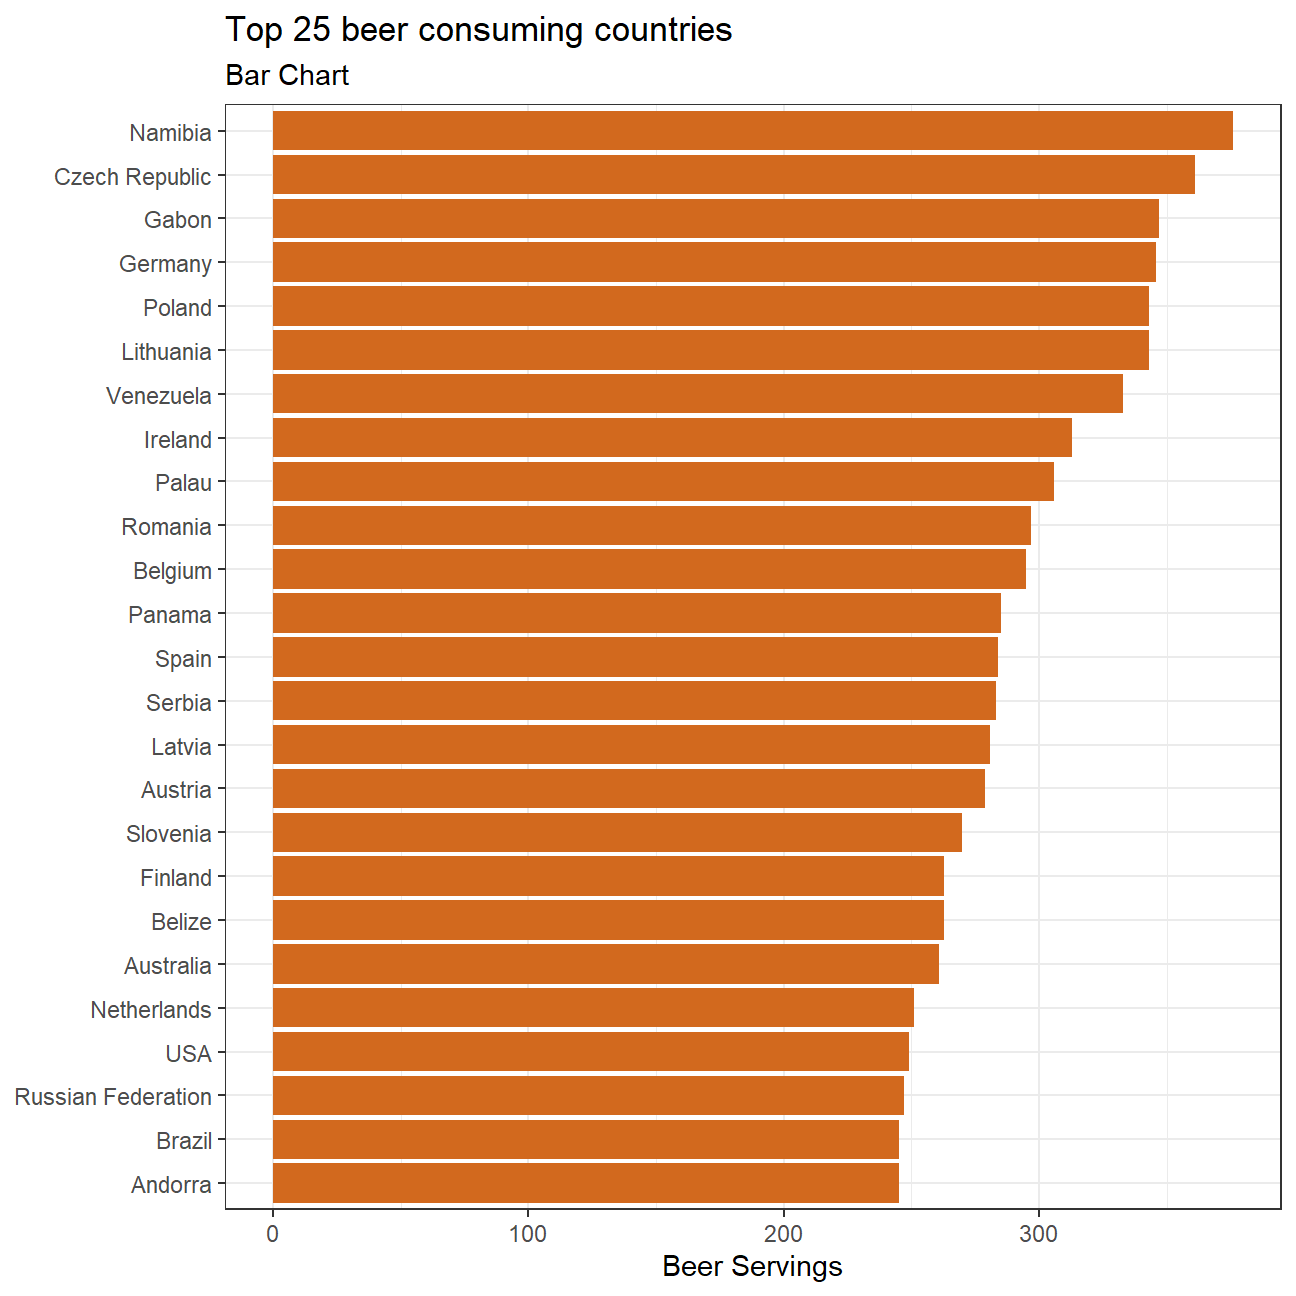 Top 25 beer consuming countries
Bar Chart
Namibia
Czech Republic
Gabon
Germany
Poland
Lithuania
Venezuela
Ireland
Palau
Romania
Belgium
Panama
Spain
Serbia
Latvia
Austria
Slovenia
Finland
Belize
Australia
Netherlands
USA
Russian Federation
Brazil
Andorra
0 100 200 300
Beer Servings